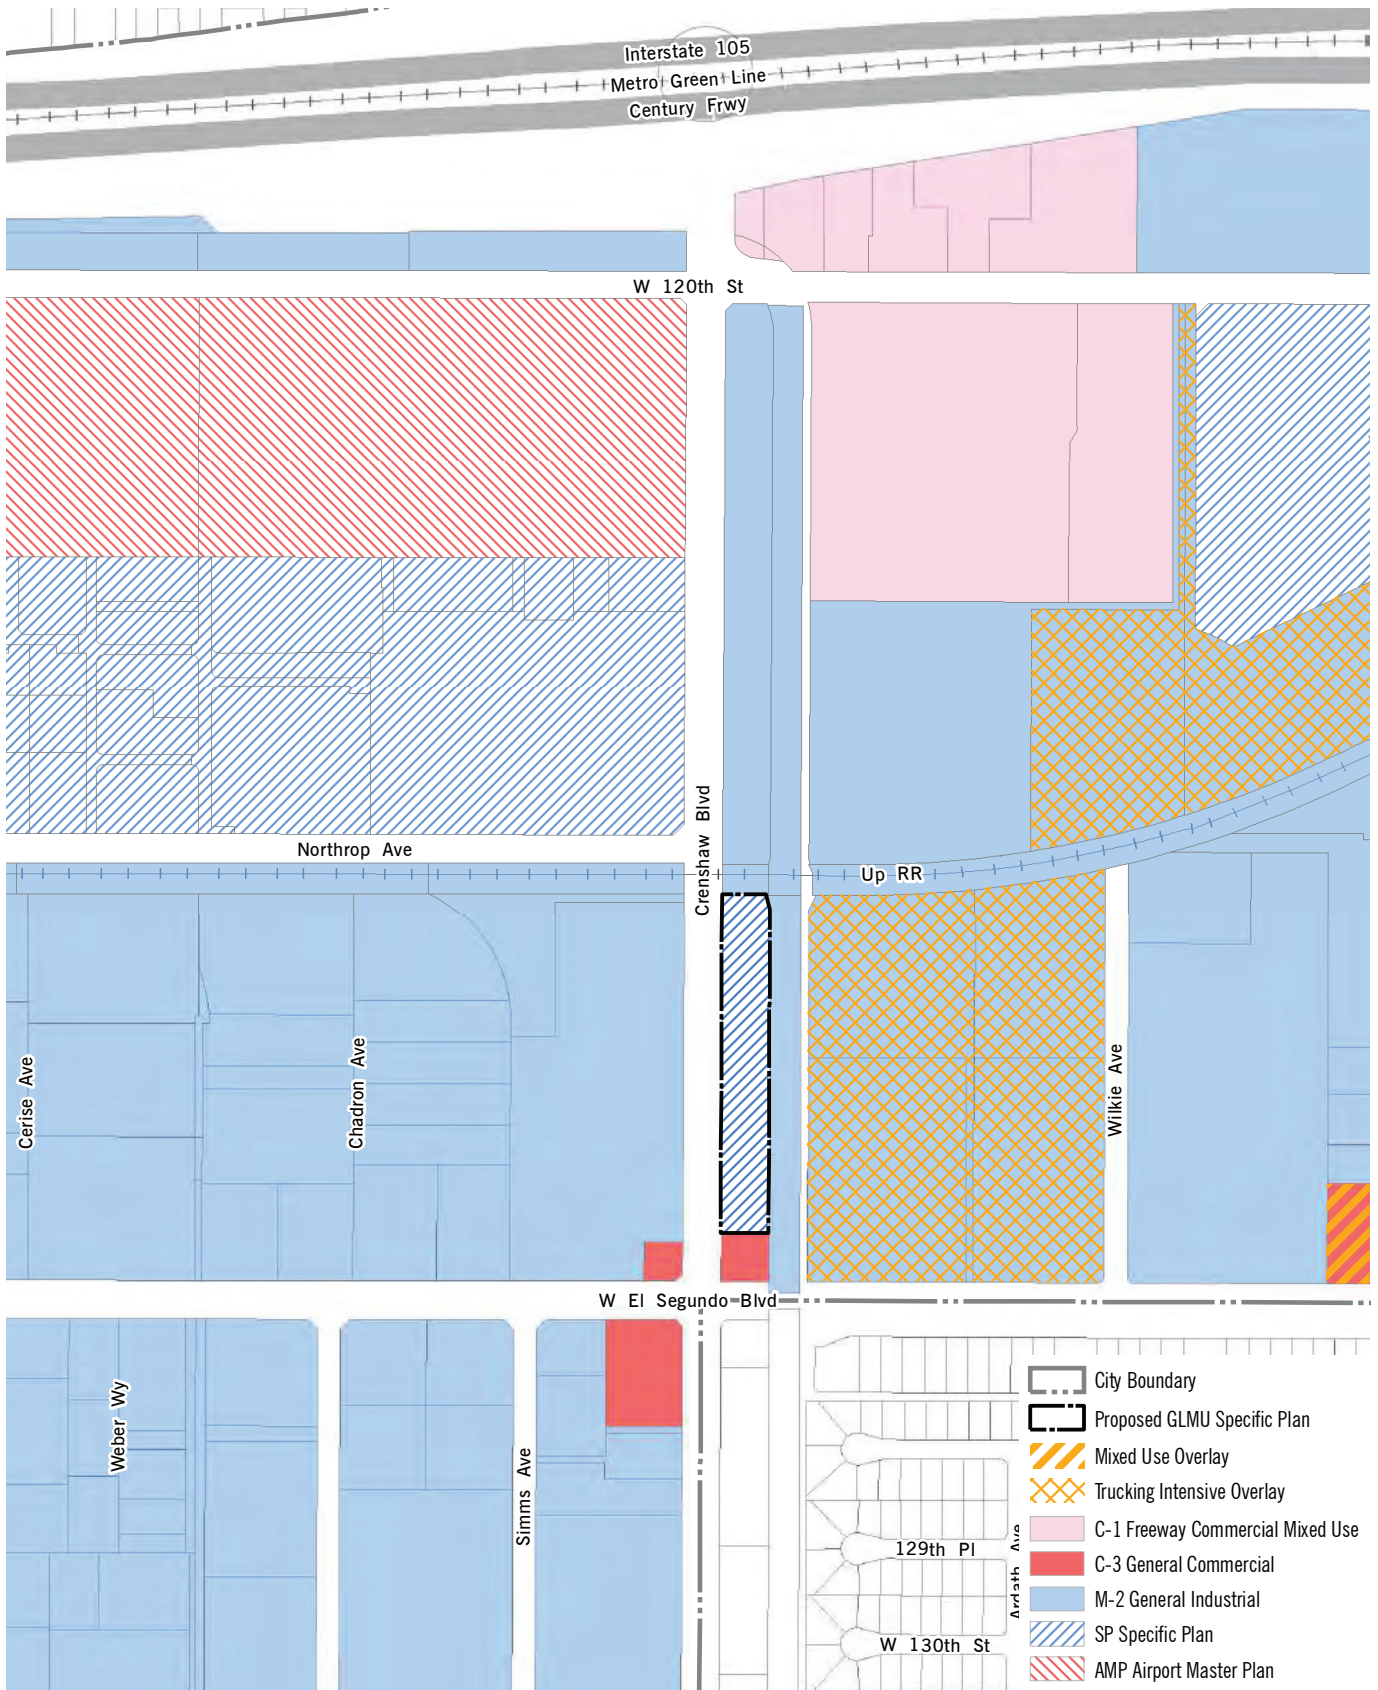 Interstate 105
Metro Green Line
Century Frwy
W 120th St
Crenshaw Blvd
Northrop Ave
Up RR
Cerise Ave
Chadron Ave
Wilkie Ave
W El Segundo Blvd
Weber Wy
Simms Ave
129th Pl
Ardath Ave
W 130th St
City Boundary
Proposed GLMU Specific Plan
Mixed Use Overlay
Trucking Intensive Overlay
C-1 Freeway Commercial Mixed Use
C-3 General Commercial
M-2 General Industrial
SP Specific Plan
AMP Airport Master Plan